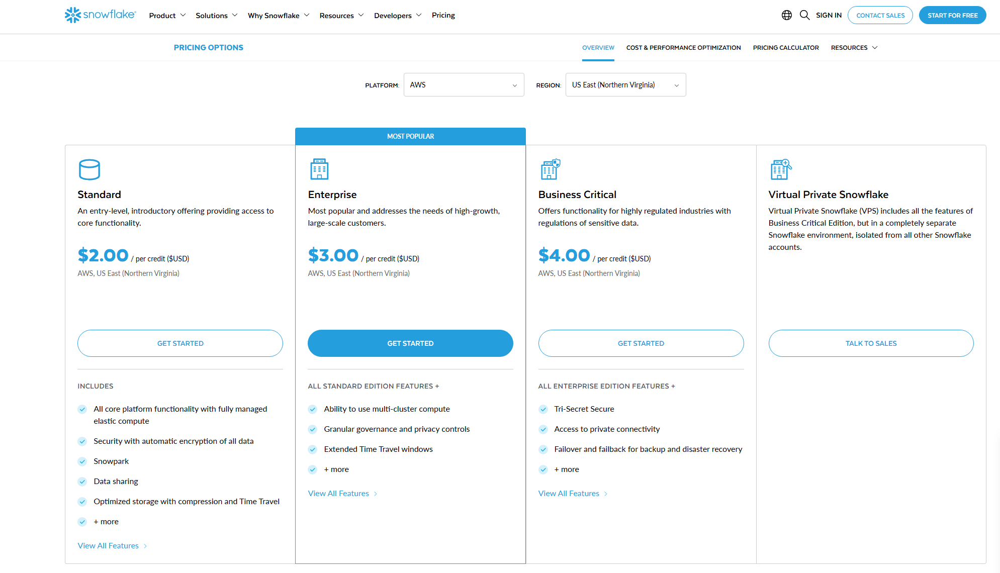 snowflake®
Product
Solutions
Why Snowflake
Resources
Developers
Pricing
SIGN IN
CONTACT SALES
START FOR FREE
PRICING OPTIONS
OVERVIEW
COST & PERFORMANCE OPTIMIZATION
PRICING CALCULATOR
RESOURCES
PLATFORM:
AWS
REGION:
US East (Northern Virginia)
Standard
An entry-level, introductory offering providing access to
core functionality.
$2.00 / per credit ($USD)
AWS, US East (Northern Virginia)
GET STARTED
INCLUDES
All core platform functionality with fully managed
elastic compute
Security with automatic encryption of all data
Snowpark
Data sharing
Optimized storage with compression and Time Travel
+ more
View All Features
MOST POPULAR
Enterprise
Most popular and addresses the needs of high-growth,
large-scale customers.
$3.00 / per credit ($USD)
AWS, US East (Northern Virginia)
GET STARTED
ALL STANDARD EDITION FEATURES +
Ability to use multi-cluster compute
Granular governance and privacy controls
Extended Time Travel windows
+ more
View All Features
Business Critical
Offers functionality for highly regulated industries with
regulations of sensitive data.
$4.00 / per credit ($USD)
AWS, US East (Northern Virginia)
GET STARTED
ALL ENTERPRISE EDITION FEATURES +
Tri-Secret Secure
Access to private connectivity
Failover and failback for backup and disaster recovery
+ more
View All Features
Virtual Private Snowflake
Virtual Private Snowflake (VPS) includes all the features of
Business Critical Edition, but in a completely separate
Snowflake environment, isolated from all other Snowflake
accounts.
TALK TO SALES